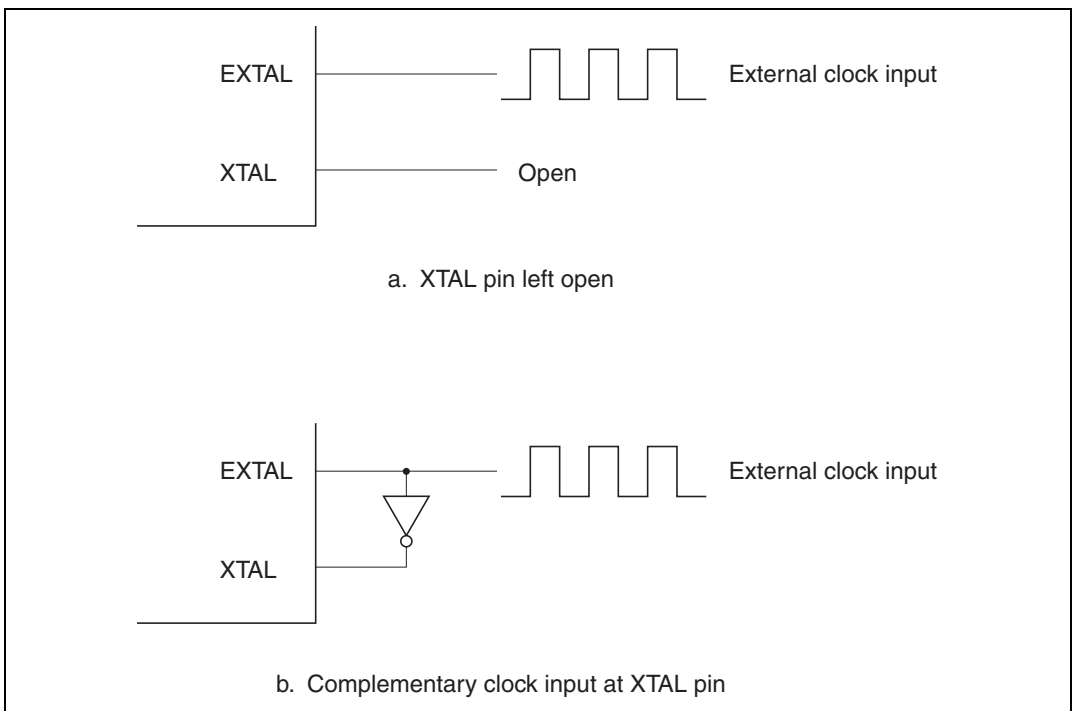 EXTAL
External clock input
XTAL
Open
a. XTAL pin left open
EXTAL
External clock input
XTAL
b. Complementary clock input at XTAL pin